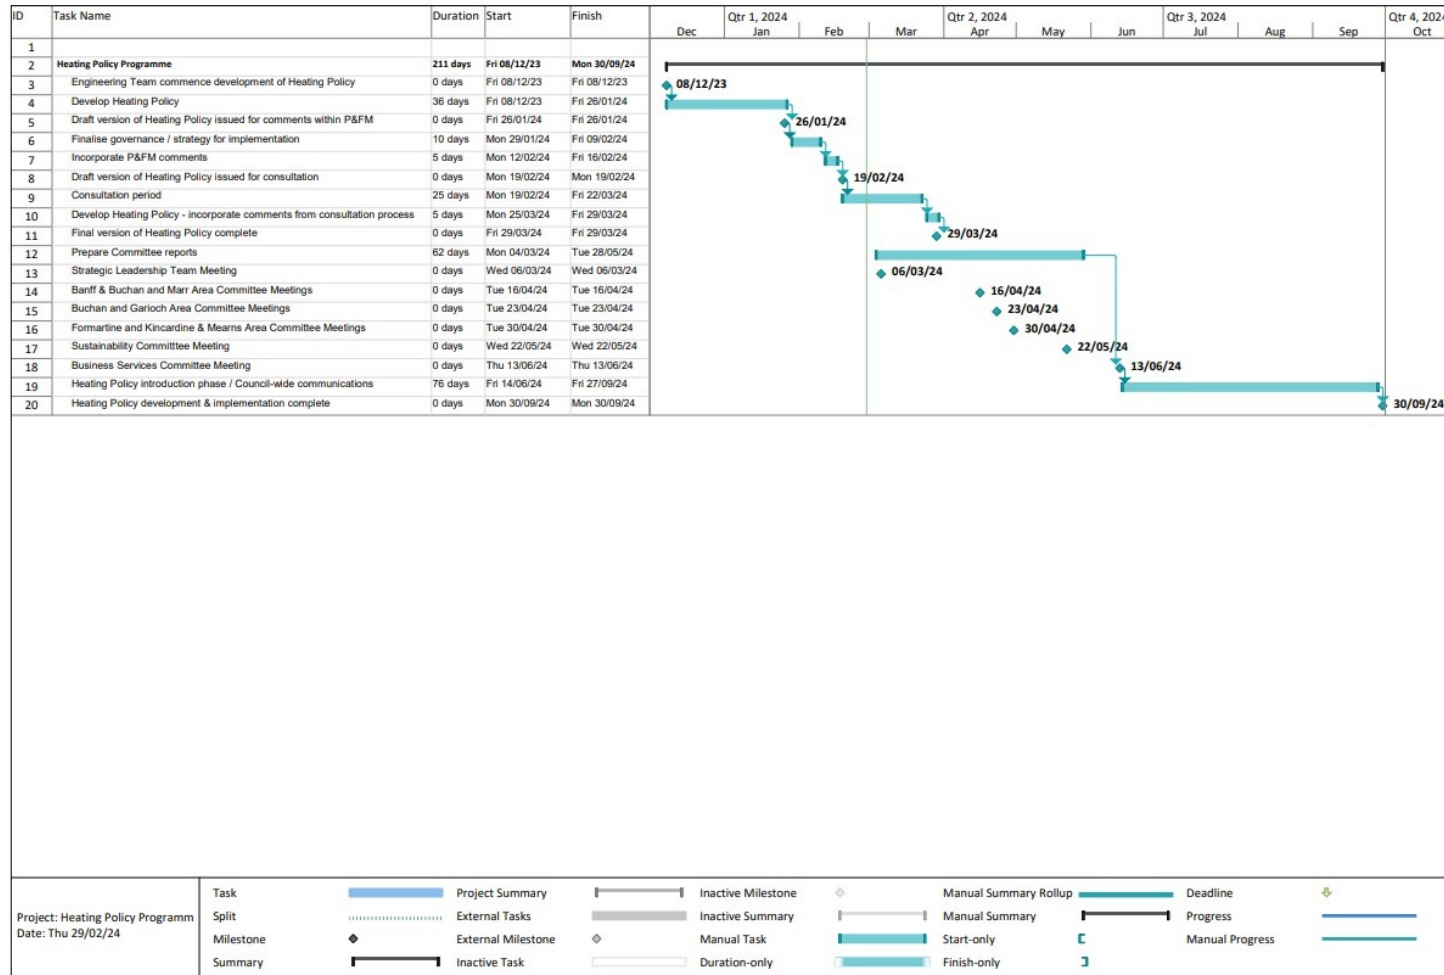 ID Task Name Duration Start Finish Qtr 1, 2024 Qtr 2, 2024 Qtr 3, 2024 Qtr 4, 2024
Dec Jan Feb Mar Apr May Jun Jul Aug Sep Oct
1
2 Heating Policy Programme 211 days Fri 08/12/23 Mon 30/09/24
3 Engineering Team commence development of Heating Policy 0 days Fri 08/12/23 Fri 08/12/23 08/12/23
4 Develop Heating Policy 36 days Fri 08/12/23 Fri 26/01/24
5 Draft version of Heating Policy issued for comments within P&FM 0 days Fri 26/01/24 Fri 26/01/24 26/01/24
6 Finalise governance / strategy for implementation 10 days Mon 29/01/24 Fri 09/02/24
7 Incorporate P&FM comments 5 days Mon 12/02/24 Fri 16/02/24
8 Draft version of Heating Policy issued for consultation 0 days Mon 19/02/24 Mon 19/02/24 19/02/24
9 Consultation period 25 days Mon 19/02/24 Fri 22/03/24
10 Develop Heating Policy - incorporate comments from consultation process 5 days Mon 25/03/24 Fri 29/03/24
11 Final version of Heating Policy complete 0 days Fri 29/03/24 Fri 29/03/24 29/03/24
12 Prepare Committee reports 62 days Mon 04/03/24 Tue 28/05/24
13 Strategic Leadership Team Meeting 0 days Wed 06/03/24 Wed 06/03/24 06/03/24
14 Banff & Buchan and Marr Area Committee Meetings 0 days Tue 16/04/24 Tue 16/04/24 16/04/24
15 Buchan and Garioch Area Committee Meetings 0 days Tue 23/04/24 Tue 23/04/24 23/04/24
16 Formartine and Kincardine & Mearns Area Committee Meetings 0 days Tue 30/04/24 Tue 30/04/24 30/04/24
17 Sustainability Committtee Meeting 0 days Wed 22/05/24 Wed 22/05/24 22/05/24
18 Business Services Committee Meeting 0 days Thu 13/06/24 Thu 13/06/24 13/06/24
19 Heating Policy introduction phase / Council-wide communications 76 days Fri 14/06/24 Fri 27/09/24
20 Heating Policy development & implementation complete 0 days Mon 30/09/24 Mon 30/09/24 30/09/24
Project: Heating Policy Programm
Date: Thu 29/02/24
Task Project Summary Inactive Milestone Manual Summary Rollup Deadline
Split External Tasks Inactive Summary Manual Summary Progress
Milestone External Milestone Manual Task Start-only Manual Progress
Summary Inactive Task Duration-only Finish-only